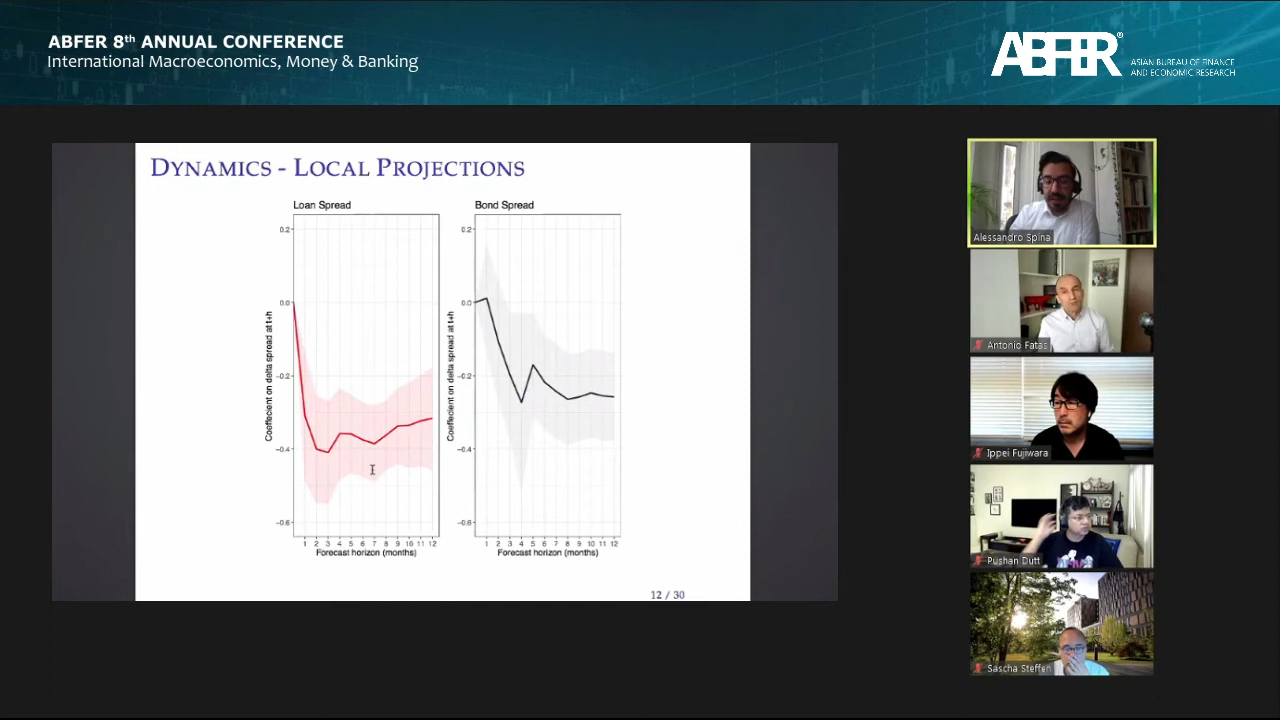 ABFER 8th ANNUAL CONFERENCE
International Macroeconomics, Money & Banking
ABFER®
ASIAN BUREAU OF FINANCE
AND ECONOMIC RESEARCH
DYNAMICS - LOCAL PROJECTIONS
Loan Spread
Coeffiecient on delta spread at t+h
0.2
0.0
−0.2
−0.4
−0.6
1 2 3 4 5 6 7 8 9 10 11 12
Forecast horizon (months)
Bond Spread
Coeffiecient on delta spread at t+h
0.2
0.0
−0.2
−0.4
−0.6
1 2 3 4 5 6 7 8 9 10 11 12
Forecast horizon (months)
12 / 30
Alessandro Spina
Antonio Fatas
Ippei Fujiwara
Pushan Dutt
Sascha Steffen